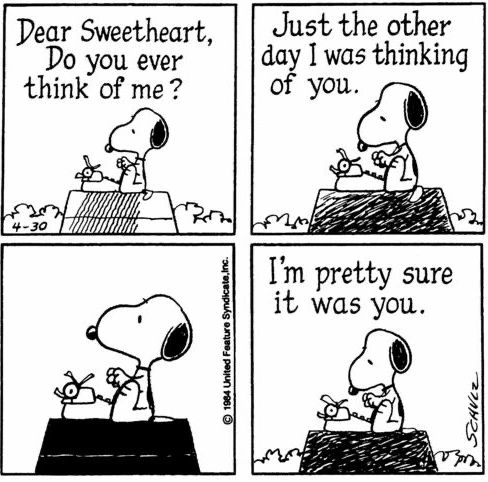 Dear Sweetheart,
Do you ever
think of me?
4-30
Just the other
day I was thinking
of you.
© 1984 United Feature Syndicate, Inc.
I'm pretty sure
it was you.
SCHULZ